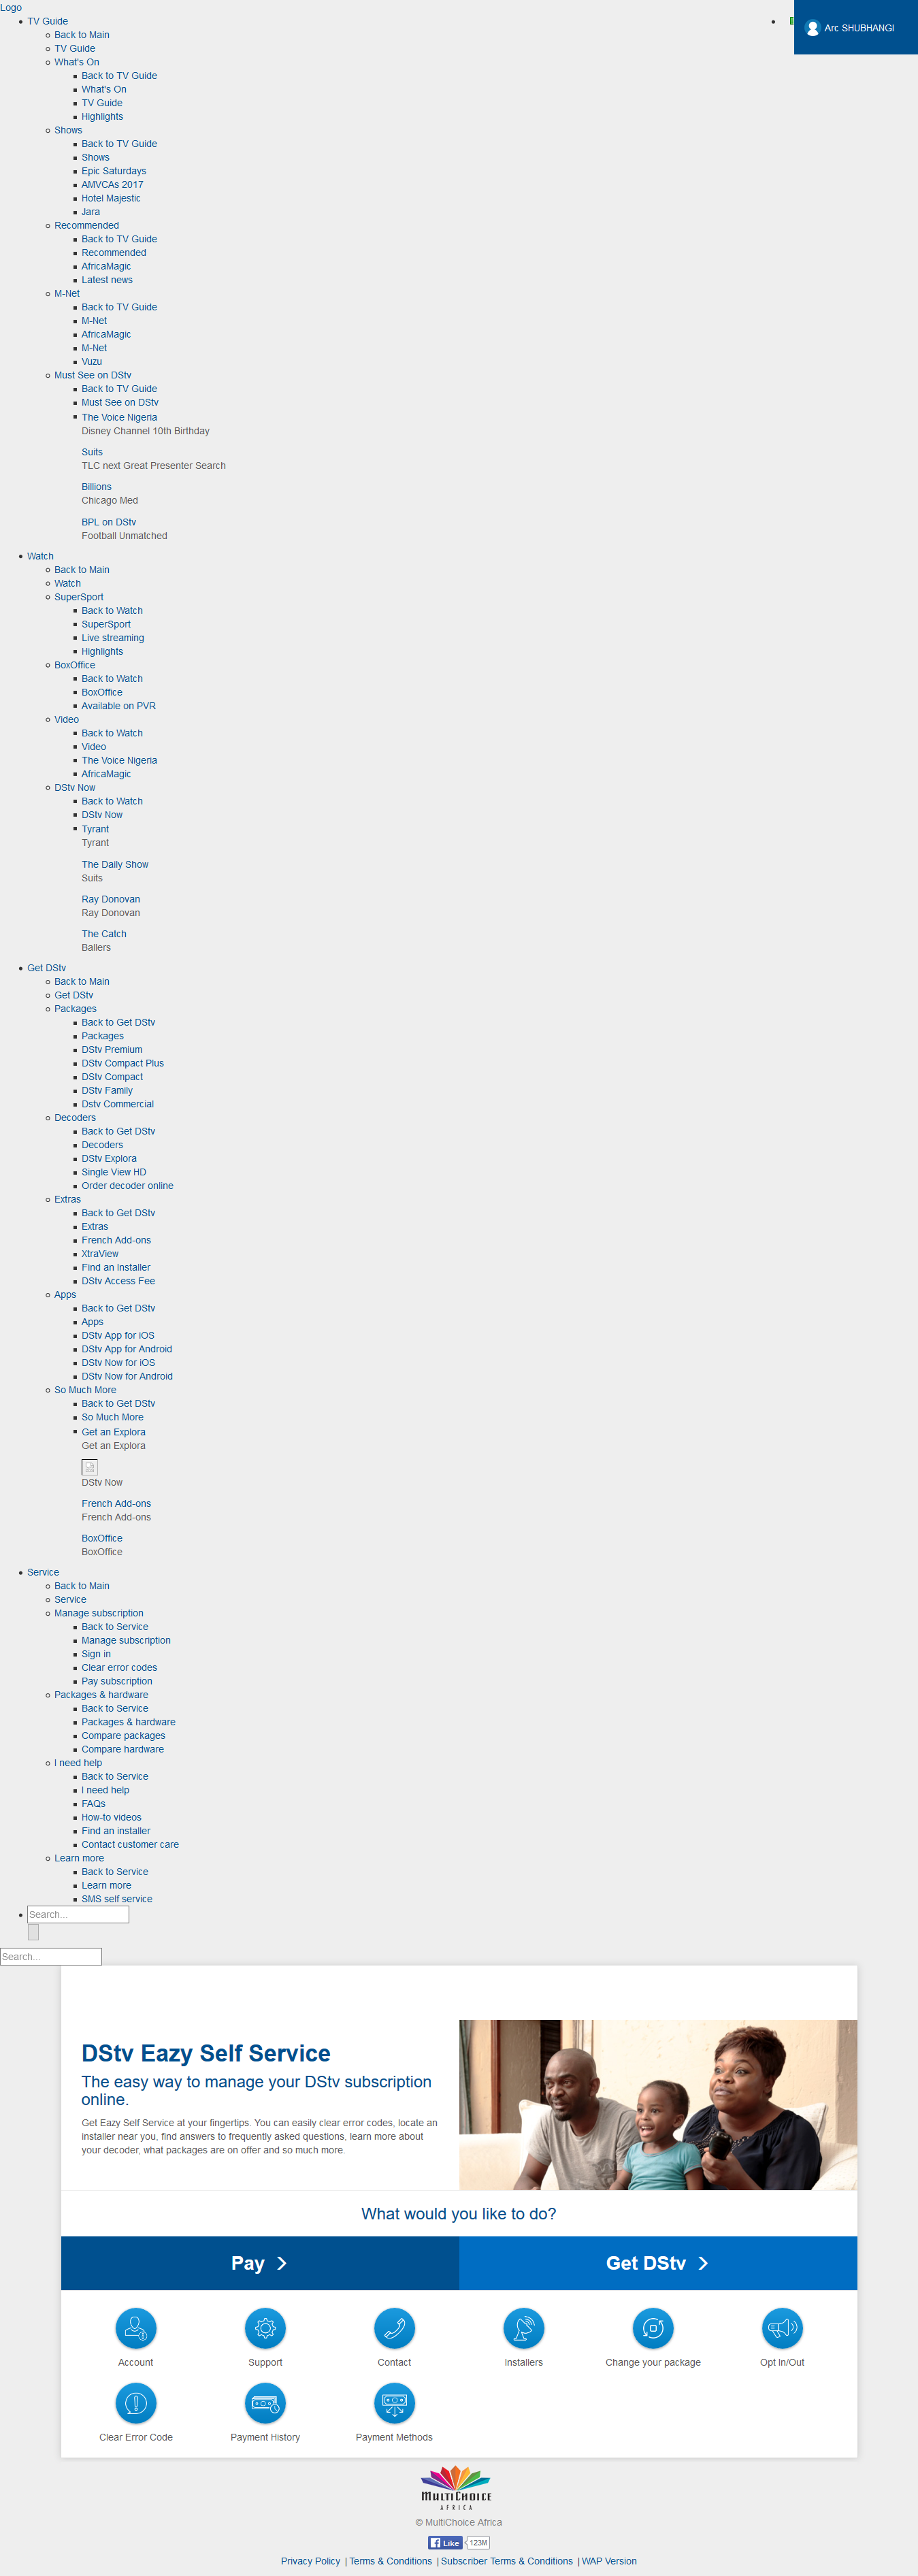 Logo
TV Guide
Arc SHUBHANGI
Back to Main
TV Guide
What's On
Back to TV Guide
What's On
TV Guide
Highlights
Shows
Back to TV Guide
Shows
Epic Saturdays
AMVCAs 2017
Hotel Majestic
Jara
Recommended
Back to TV Guide
Recommended
AfricaMagic
Latest news
M-Net
Back to TV Guide
M-Net
AfricaMagic
M-Net
Vuzu
Must See on DStv
Back to TV Guide
Must See on DStv
The Voice Nigeria
Disney Channel 10th Birthday
Suits
TLC next Great Presenter Search
Billions
Chicago Med
BPL on DStv
Football Unmatched
Watch
Back to Main
Watch
SuperSport
Back to Watch
SuperSport
Live streaming
Highlights
BoxOffice
Back to Watch
BoxOffice
Available on PVR
Video
Back to Watch
Video
The Voice Nigeria
AfricaMagic
DStv Now
Back to Watch
DStv Now
Tyrant
Tyrant
The Daily Show
Suits
Ray Donovan
Ray Donovan
The Catch
Ballers
Get DStv
Back to Main
Get DStv
Packages
Back to Get DStv
Packages
DStv Premium
DStv Compact Plus
DStv Compact
DStv Family
Dstv Commercial
Decoders
Back to Get DStv
Decoders
DStv Explora
Single View HD
Order decoder online
Extras
Back to Get DStv
Extras
French Add-ons
XtraView
Find an Installer
DStv Access Fee
Apps
Back to Get DStv
Apps
DStv App for iOS
DStv App for Android
DStv Now for iOS
DStv Now for Android
So Much More
Back to Get DStv
So Much More
Get an Explora
Get an Explora
DStv Now
French Add-ons
French Add-ons
BoxOffice
BoxOffice
Service
Back to Main
Service
Manage subscription
Back to Service
Manage subscription
Sign in
Clear error codes
Pay subscription
Packages & hardware
Back to Service
Packages & hardware
Compare packages
Compare hardware
I need help
Back to Service
I need help
FAQs
How-to videos
Find an installer
Contact customer care
Learn more
Back to Service
Learn more
SMS self service
Search...
Search...
DStv Eazy Self Service
The easy way to manage your DStv subscription
online.
Get Eazy Self Service at your fingertips. You can easily clear error codes, locate an
installer near you, find answers to frequently asked questions, learn more about
your decoder, what packages are on offer and so much more.
What would you like to do?
Pay
Get DStv
Account Support Contact Installers Change your package Opt In/Out
Clear Error Code Payment History Payment Methods
MULTICHOICE
AFRICA
© MultiChoice Africa
Like 123M
Privacy Policy | Terms & Conditions | Subscriber Terms & Conditions | WAP Version